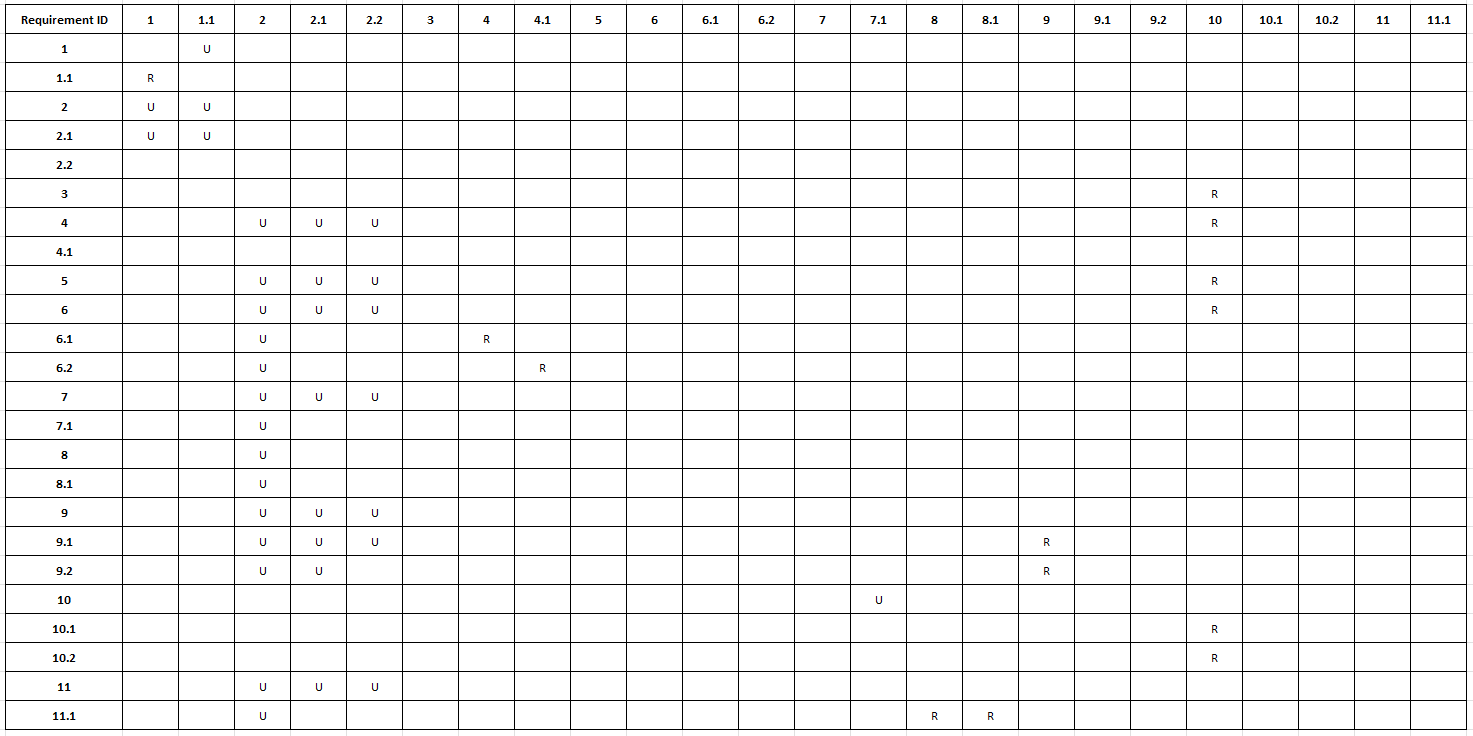 Requirement ID 1 1.1 2 2.1 2.2 3 4 4.1 5 6 6.1 6.2 7 7.1 8 8.1 9 9.1 9.2 10 10.1 10.2 11 11.1
1 U
1.1 R
2 U U
2.1 U U
2.2
3 R
4 U U U R
4.1
5 U U U R
6 U U U R
6.1 U R
6.2 U R
7 U U U
7.1 U
8 U
8.1 U
9 U U U
9.1 U U U R
9.2 U U R
10 U
10.1 R
10.2 R
11 U U U
11.1 U R R